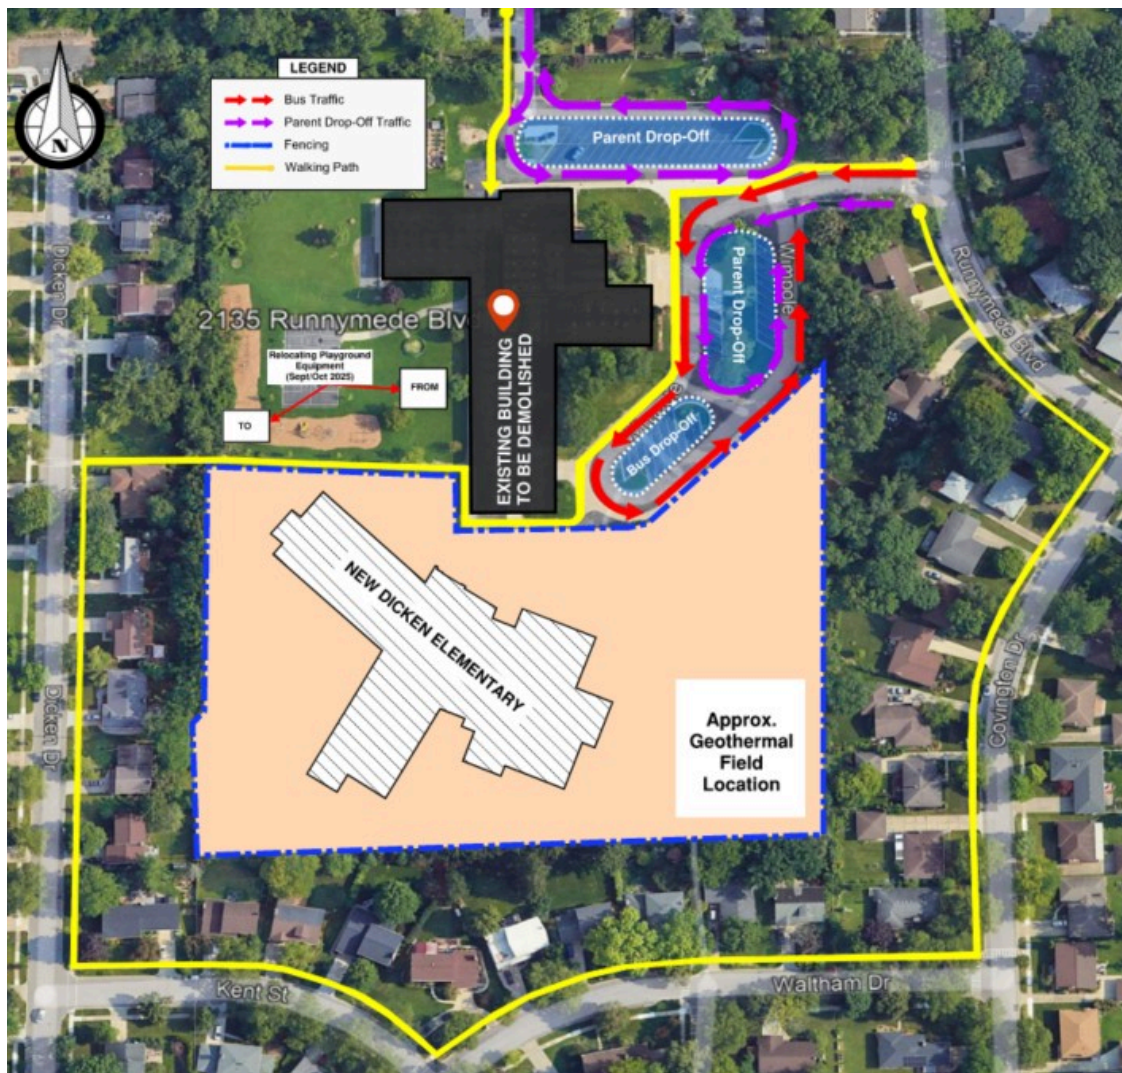 N
LEGEND
Bus Traffic
Parent Drop-Off Traffic
Fencing
Walking Path
Parent Drop-Off
Dicken Dr
2135 Runnymede Blv
Relocating Playground
Equipment
(Sept/Oct 2025)
FROM
TO
EXISTING BUILDING
TO BE DEMOLISHED
Parent Drop-Off
Bus Drop-Off
Runnymede Blvd
NEW DICKEN ELEMENTARY
Approx.
Geothermal
Field
Location
Dicken Dr
Covington Dr
Kent St
Waltham Dr